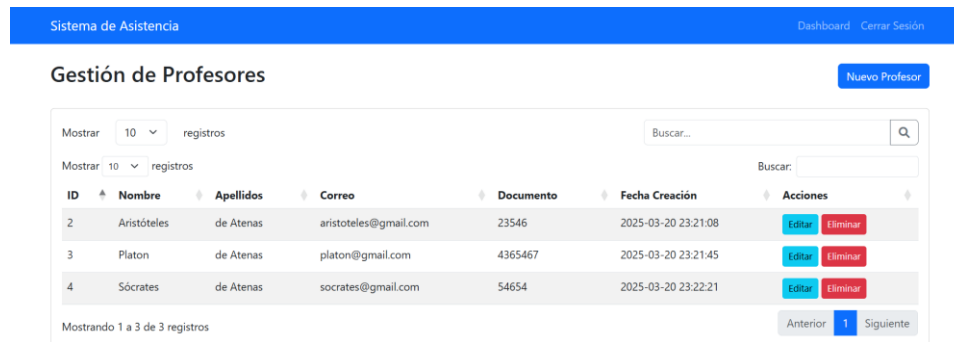 Sistema de Asistencia Dashboard Cerrar Sesión
Gestión de Profesores Nuevo Profesor
Mostrar 10 registros Buscar...
Mostrar 10 registros Buscar:
ID Nombre Apellidos Correo Documento Fecha Creación Acciones
2 Aristóteles de Atenas aristoteles@gmail.com 23546 2025-03-20 23:21:08 Editar Eliminar
3 Platon de Atenas platon@gmail.com 4365467 2025-03-20 23:21:45 Editar Eliminar
4 Sócrates de Atenas socrates@gmail.com 54654 2025-03-20 23:22:21 Editar Eliminar
Mostrando 1 a 3 de 3 registros Anterior 1 Siguiente